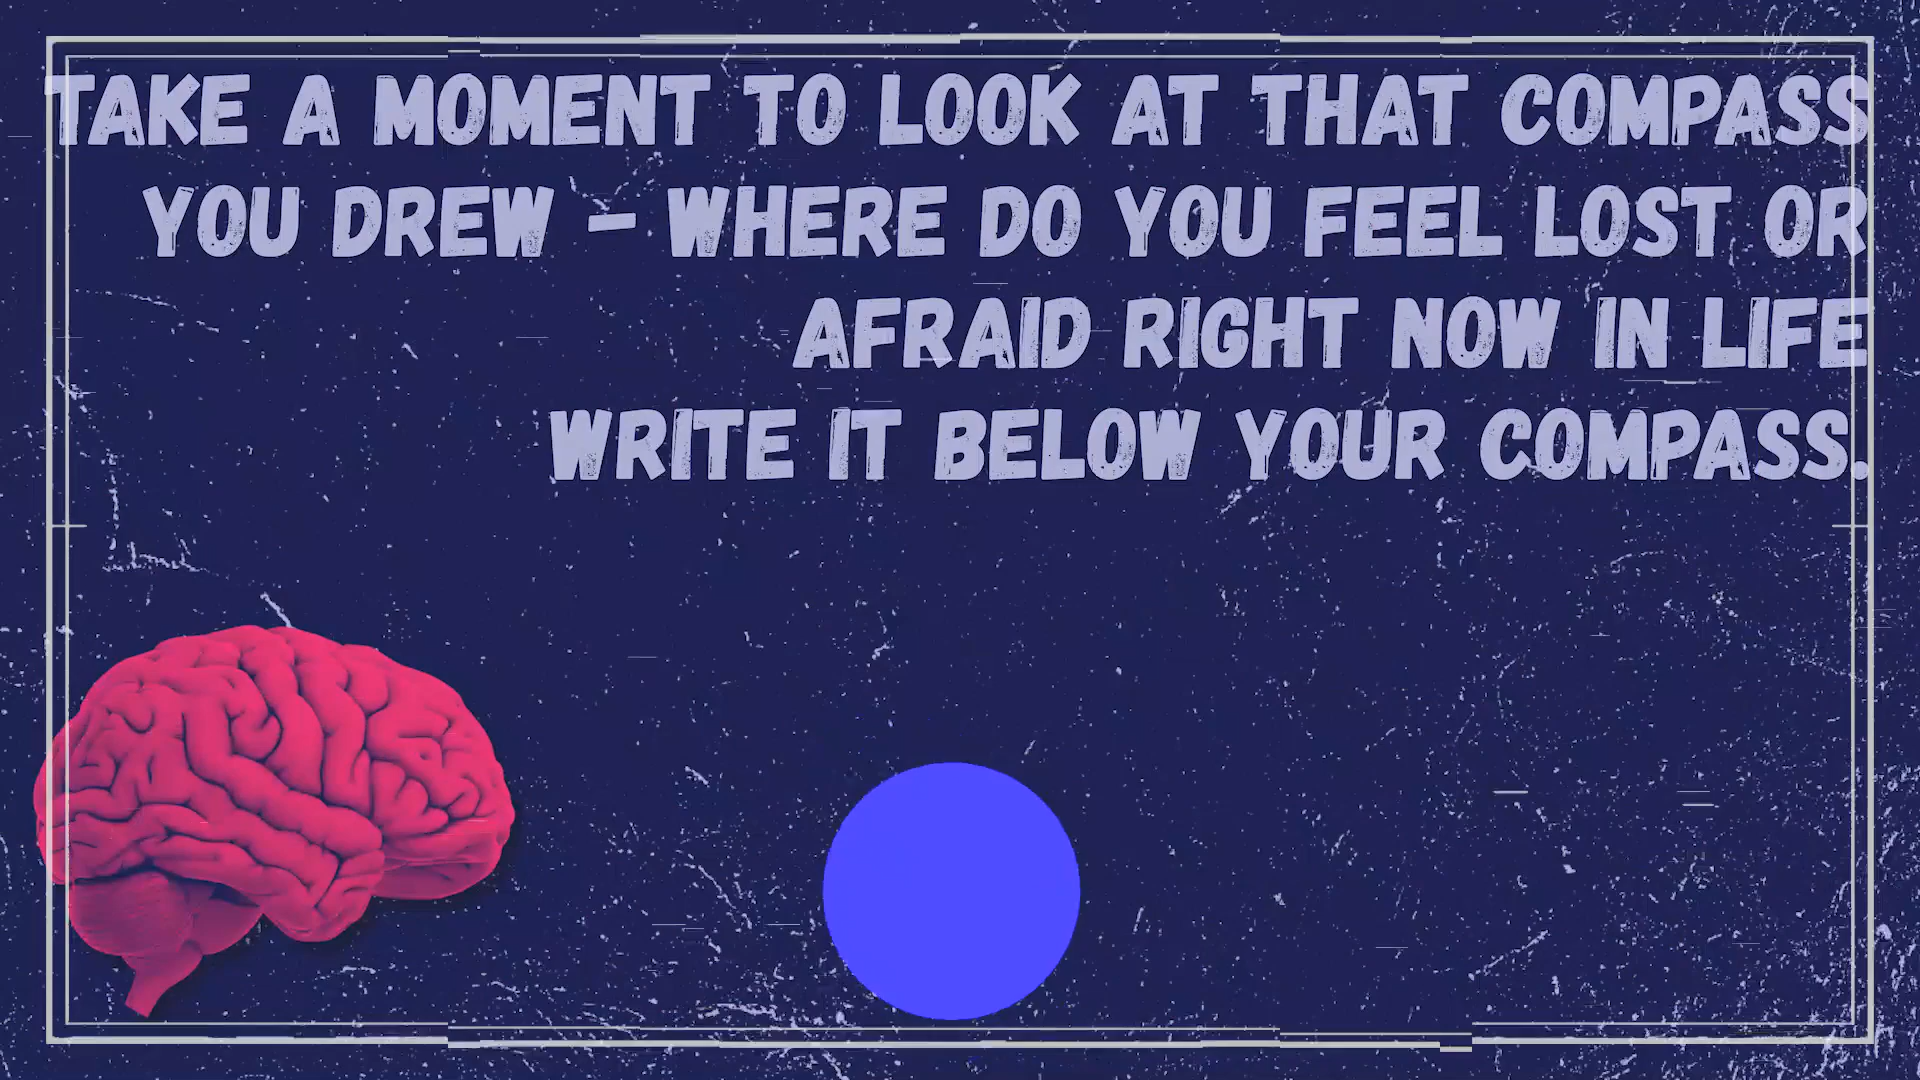 TAKE A MOMENT TO LOOK AT THAT COMPASS
YOU DREW - WHERE DO YOU FEEL LOST OR
AFRAID RIGHT NOW IN LIFE
WRITE IT BELOW YOUR COMPASS.